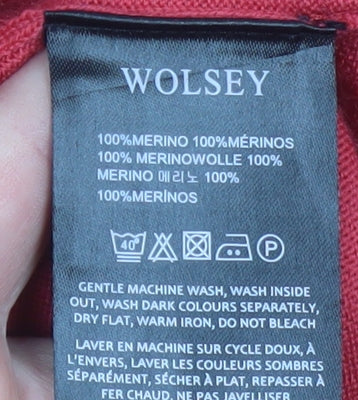 WOLSEY
100%MERINO 100%MÉRINOS
100% MERINOWOLLE 100%
MERINO 메리노 100%
100%MERÍNOS
40°
P
GENTLE MACHINE WASH, WASH INSIDE
OUT, WASH DARK COLOURS SEPARATELY,
DRY FLAT, WARM IRON, DO NOT BLEACH
LAVER EN MACHINE SUR CYCLE DOUX, À
L'ENVERS, LAVER LES COULEURS SOMBRES
SÉPARÉMENT, SÉCHER À PLAT, REPASSER À
FER CHAUD, NE PAS JAVELLISER